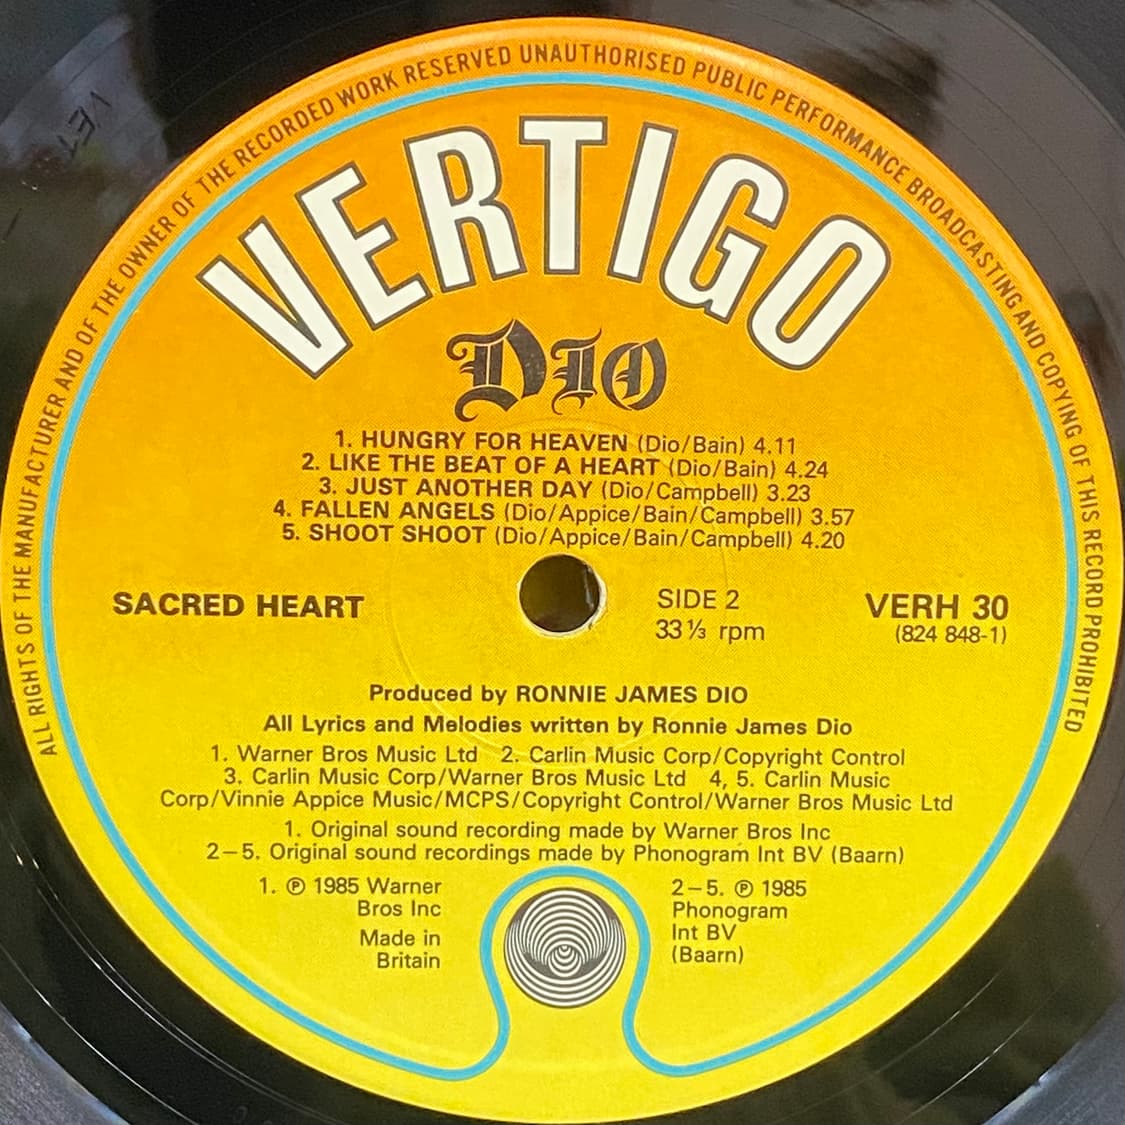 ALL RIGHTS OF THE MANUFACTURER AND OF THE OWNER OF THE RECORDED WORK RESERVED UNAUTHORISED PUBLIC PERFORMANCE BROADCASTING AND COPYING OF THIS RECORD PROHIBITED
VERTIGO
DIO
1. HUNGRY FOR HEAVEN (Dio/Bain) 4.11
2. LIKE THE BEAT OF A HEART (Dio/Bain) 4.24
3. JUST ANOTHER DAY (Dio/Campbell) 3.23
4. FALLEN ANGELS (Dio/Appice/Bain/Campbell) 3.57
5. SHOOT SHOOT (Dio/Appice/Bain/Campbell) 4.20
SACRED HEART
SIDE 2
33⅓ rpm
VERH 30
(824 848-1)
Produced by RONNIE JAMES DIO
All Lyrics and Melodies written by Ronnie James Dio
1. Warner Bros Music Ltd 2. Carlin Music Corp/Copyright Control
3. Carlin Music Corp/Warner Bros Music Ltd 4, 5. Carlin Music
Corp/Vinnie Appice Music/MCPS/Copyright Control/Warner Bros Music Ltd
1. Original sound recording made by Warner Bros Inc
2–5. Original sound recordings made by Phonogram Int BV (Baarn)
1. ℗ 1985 Warner
Bros Inc
Made in
Britain
2–5. ℗ 1985
Phonogram
Int BV
(Baarn)